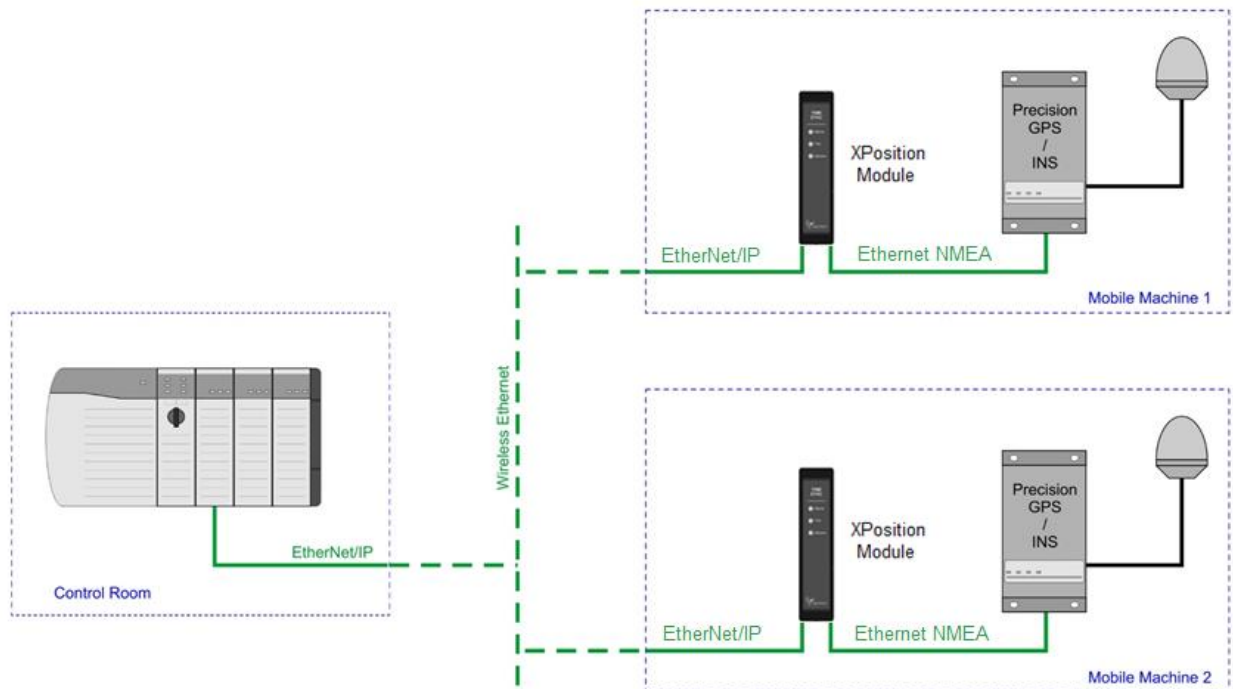 Precision
GPS
/
INS
XPosition
Module
EtherNet/IP
Ethernet NMEA
Mobile Machine 1
Wireless Ethernet
EtherNet/IP
Control Room
Precision
GPS
/
INS
XPosition
Module
EtherNet/IP
Ethernet NMEA
Mobile Machine 2